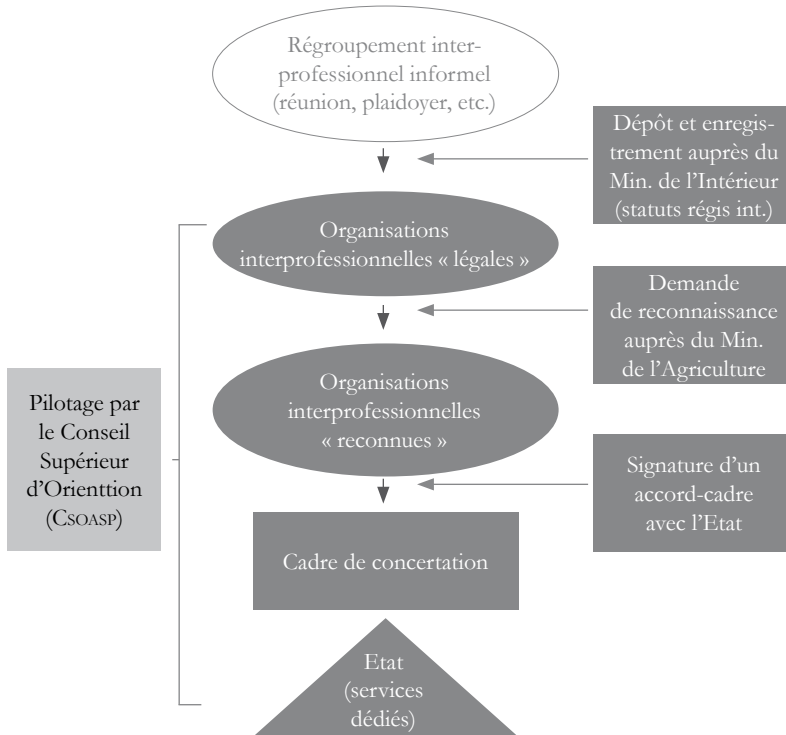 Régroupement inter-
professionnel informel
(réunion, plaidoyer, etc.)
Dépôt et enregis-
trement auprès du
Min. de l'Intérieur
(statuts régis int.)
Organisations
interprofessionnelles « légales »
Demande
de reconnaissance
auprès du Min.
de l'Agriculture
Organisations
interprofessionnelles
« reconnues »
Pilotage par
le Conseil
Supérieur
d'Orienttion
(CSOASP)
Signature d'un
accord-cadre
avec l'Etat
Cadre de concertation
Etat
(services
dédiés)